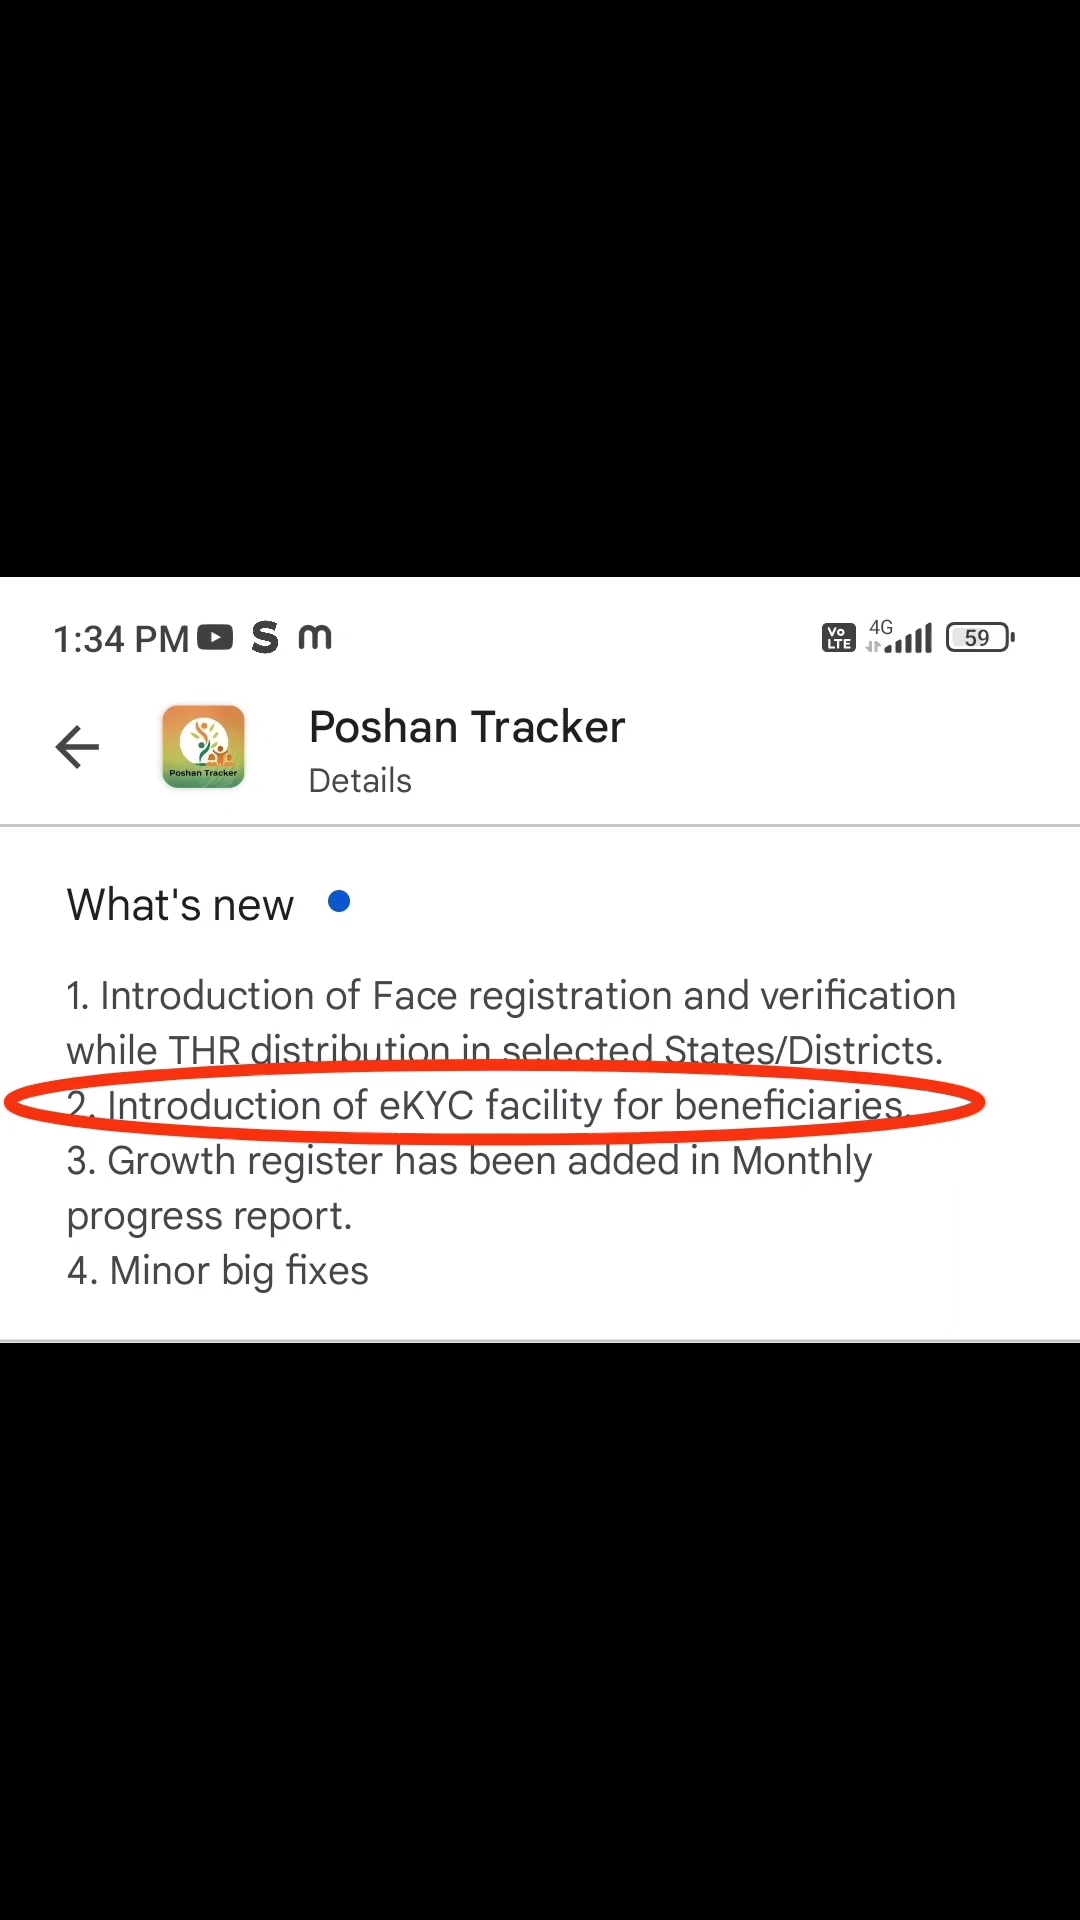 1:34 PM S m Vo LTE 4G 59
Poshan Tracker
Poshan Tracker
Details
What's new
1. Introduction of Face registration and verification
while THR distribution in selected States/Districts.
2. Introduction of eKYC facility for beneficiaries.
3. Growth register has been added in Monthly
progress report.
4. Minor big fixes